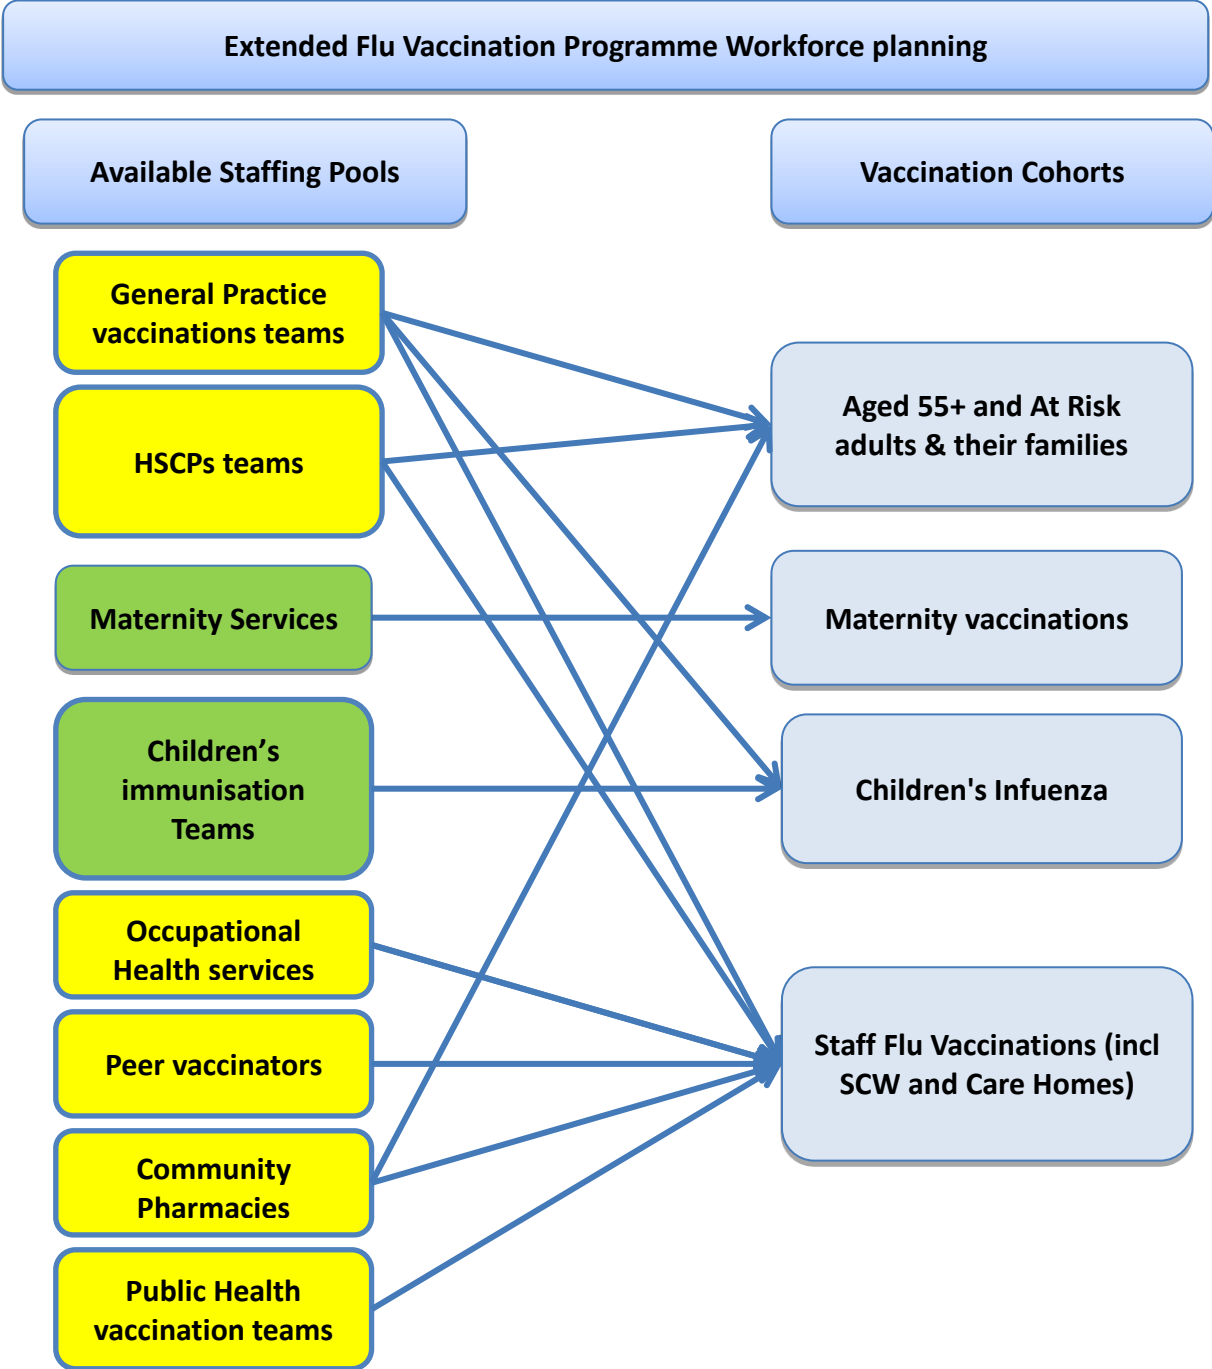 Extended Flu Vaccination Programme Workforce planning
Available Staffing Pools
Vaccination Cohorts
General Practice
vaccinations teams
HSCPs teams
Maternity Services
Children’s
immunisation
Teams
Occupational
Health services
Peer vaccinators
Community
Pharmacies
Public Health
vaccination teams
Aged 55+ and At Risk
adults & their families
Maternity vaccinations
Children's Infuenza
Staff Flu Vaccinations (incl
SCW and Care Homes)